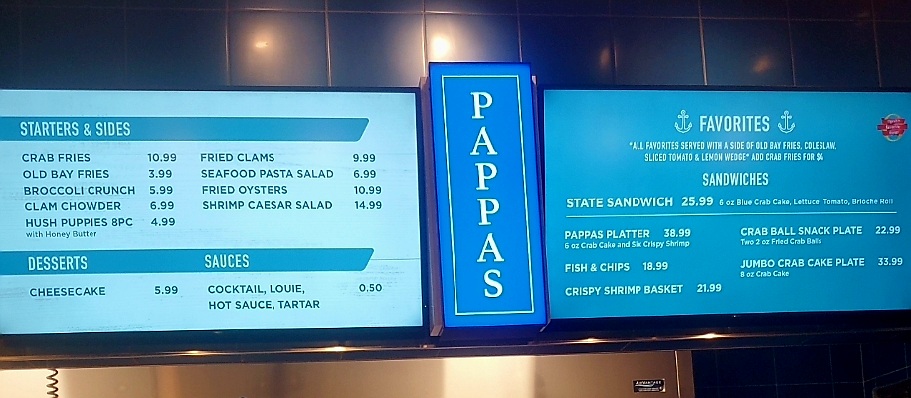 STARTERS & SIDES
CRAB FRIES 10.99
OLD BAY FRIES 3.99
BROCCOLI CRUNCH 5.99
CLAM CHOWDER 6.99
HUSH PUPPIES 8PC 4.99
with Honey Butter
FRIED CLAMS 9.99
SEAFOOD PASTA SALAD 6.99
FRIED OYSTERS 10.99
SHRIMP CAESAR SALAD 14.99
DESSERTS
CHEESECAKE 5.99
SAUCES
COCKTAIL, LOUIE, 0.50
HOT SAUCE, TARTAR
PAPPAS
FAVORITES
*ALL FAVORITES SERVED WITH A SIDE OF OLD BAY FRIES, COLESLAW,
SLICED TOMATO & LEMON WEDGE* ADD CRAB FRIES FOR $4
SANDWICHES
STATE SANDWICH 25.99 6 oz Blue Crab Cake, Lettuce Tomato, Brioche Roll
PAPPAS PLATTER 38.99
6 oz Crab Cake and Six Crispy Shrimp
FISH & CHIPS 18.99
CRISPY SHRIMP BASKET 21.99
CRAB BALL SNACK PLATE 22.99
Two 2 oz Fried Crab Balls
JUMBO CRAB CAKE PLATE 33.99
8 oz Crab Cake